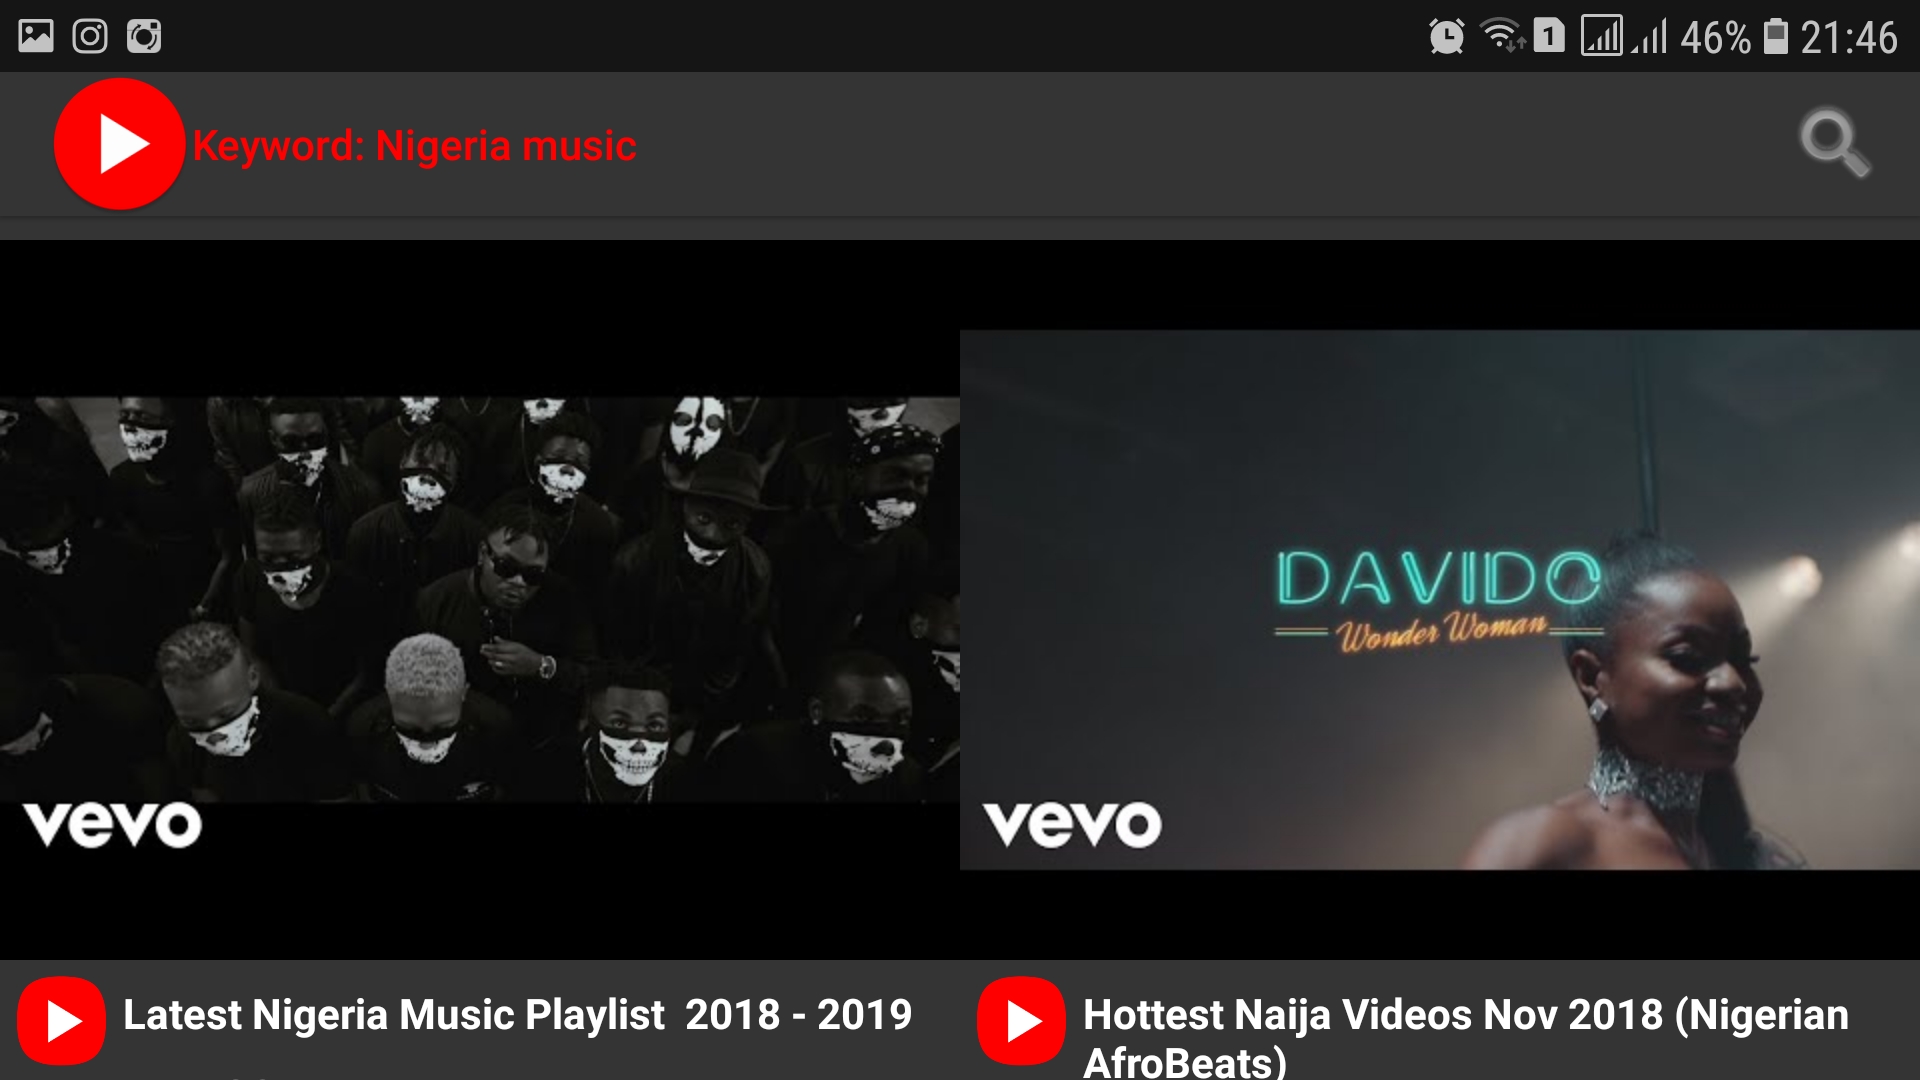 1 46% 21:46
Keyword: Nigeria music
DAVIDO
Wonder Woman
vevo
vevo
Latest Nigeria Music Playlist 2018 - 2019
Hottest Naija Videos Nov 2018 (Nigerian
AfroBeats)